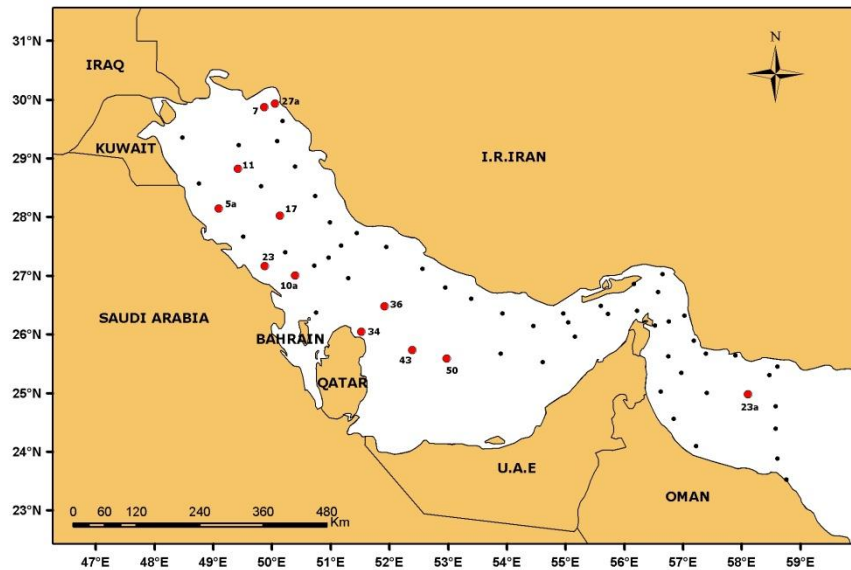 31°N
30°N
29°N
28°N
27°N
26°N
25°N
24°N
23°N
IRAQ
N
7
27a
KUWAIT
I.R.IRAN
11
5a
17
23
10a
SAUDI ARABIA
36
34
BAHRAIN
43
50
QATAR
23a
U.A.E
OMAN
0 60 120 240 360 480
Km
47°E 48°E 49°E 50°E 51°E 52°E 53°E 54°E 55°E 56°E 57°E 58°E 59°E